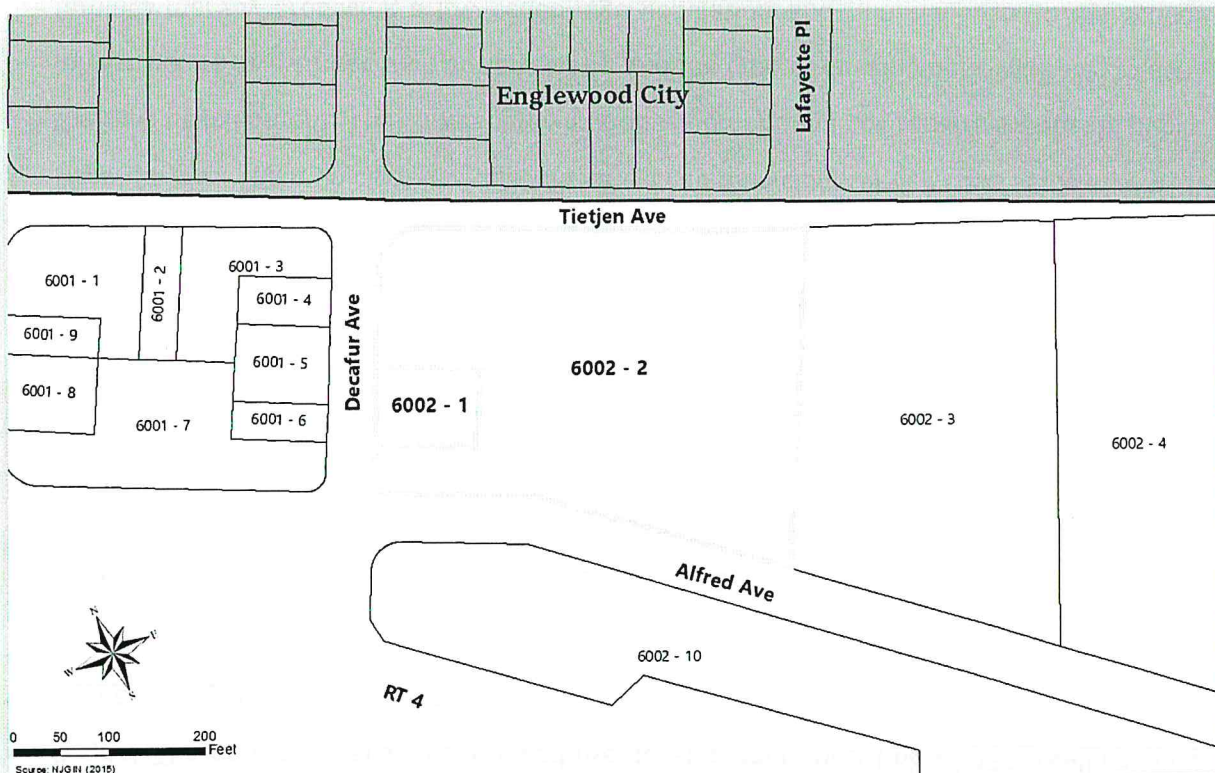 Lafayette Pl
Englewood City
Tietjen Ave
6001 - 1
6001 - 2
6001 - 3
6001 - 4
6001 - 9
6001 - 5
6001 - 8
6001 - 6
6001 - 7
Decafur Ave
6002 - 2
6002 - 1
6002 - 3
6002 - 4
Alfred Ave
6002 - 10
RT 4
N
E
W
S
0 50 100 200
Feet
Source: NJGIN (2015)